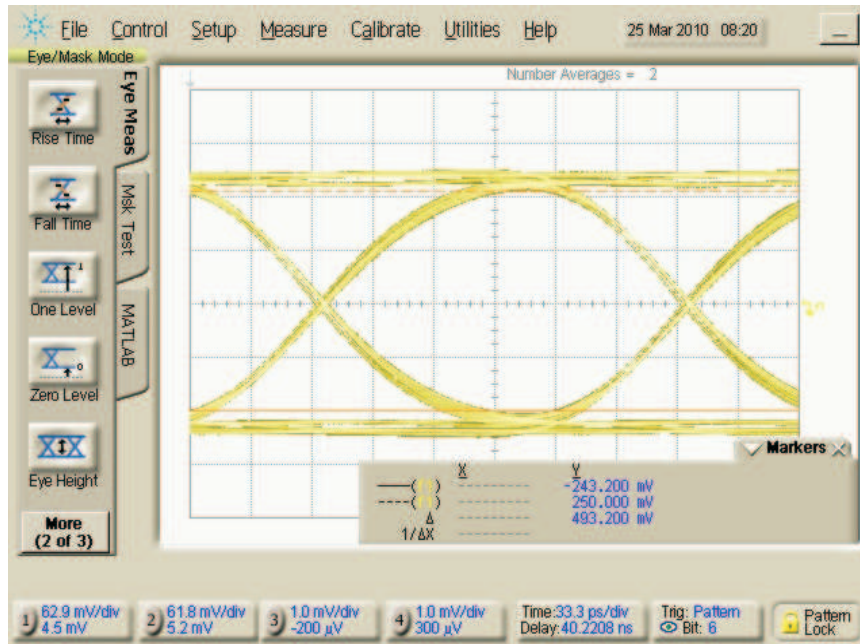 File Control Setup Measure Calibrate Utilities Help 25 Mar 2010 08:20
Eye/Mask Mode
Number Averages = 2
Eye Meas
Msk Test
MATLAB
Rise Time
Fall Time
One Level
Zero Level
Eye Height
More
(2 of 3)
Markers
X Y
-243.200 mV
250.000 mV
Δ 493.200 mV
1/ΔX
1) 62.9 mV/div
4.5 mV
2) 61.8 mV/div
5.2 mV
3) 1.0 mV/div
-200 µV
4) 1.0 mV/div
300 µV
Time:33.3 ps/div
Delay:40.2208 ns
Trig: Pattern
Bit: 6
Pattern
Lock